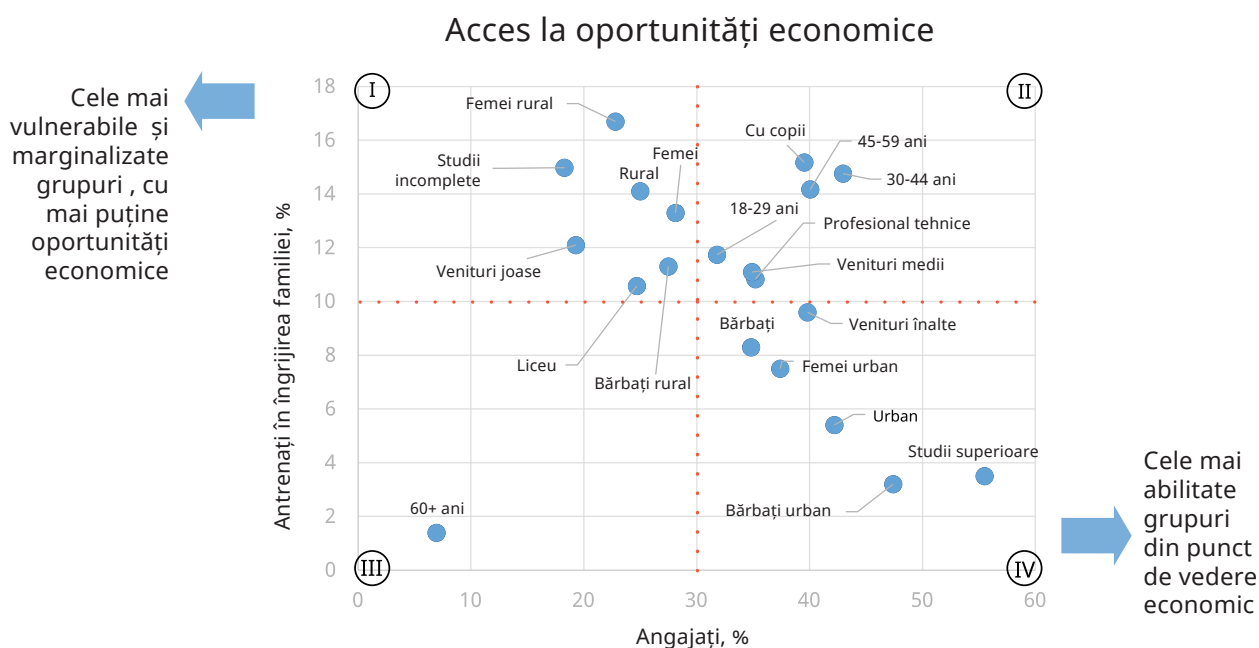 Acces la oportunități economice
Cele mai
vulnerabile și
marginalizate
grupuri , cu
mai puține
oportunități
economice
Antrenați în îngrijirea familiei, %
18
16
14
12
10
8
6
4
2
0
I
II
III
IV
Femei rural
Studii
incomplete
Rural
Femei
Venituri joase
Liceu
Bărbați rural
Cu copii
45-59 ani
30-44 ani
18-29 ani
Profesional tehnice
Venituri medii
Venituri înalte
Bărbați
Femei urban
Urban
Studii superioare
Bărbați urban
60+ ani
0
10
20
30
40
50
60
Angajați, %
Cele mai
abilitate
grupuri
din punct
de vedere
economic